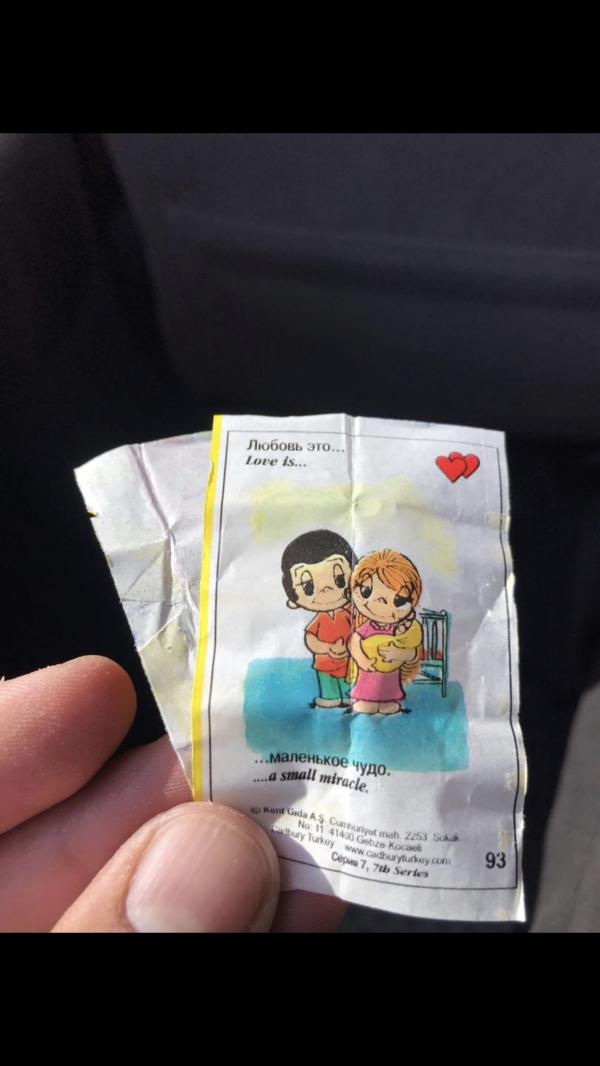 Любовь это...
Love is...
...маленькое чудо.
....a small miracle.
© Kent Gıda A.Ş. Cumhuriyet mah. 2253 Sokak
No: 11 41400 Gebze-Kocaeli
Cadbury Turkey www.cadburyturkey.com
Серия 7, 7th Series
93